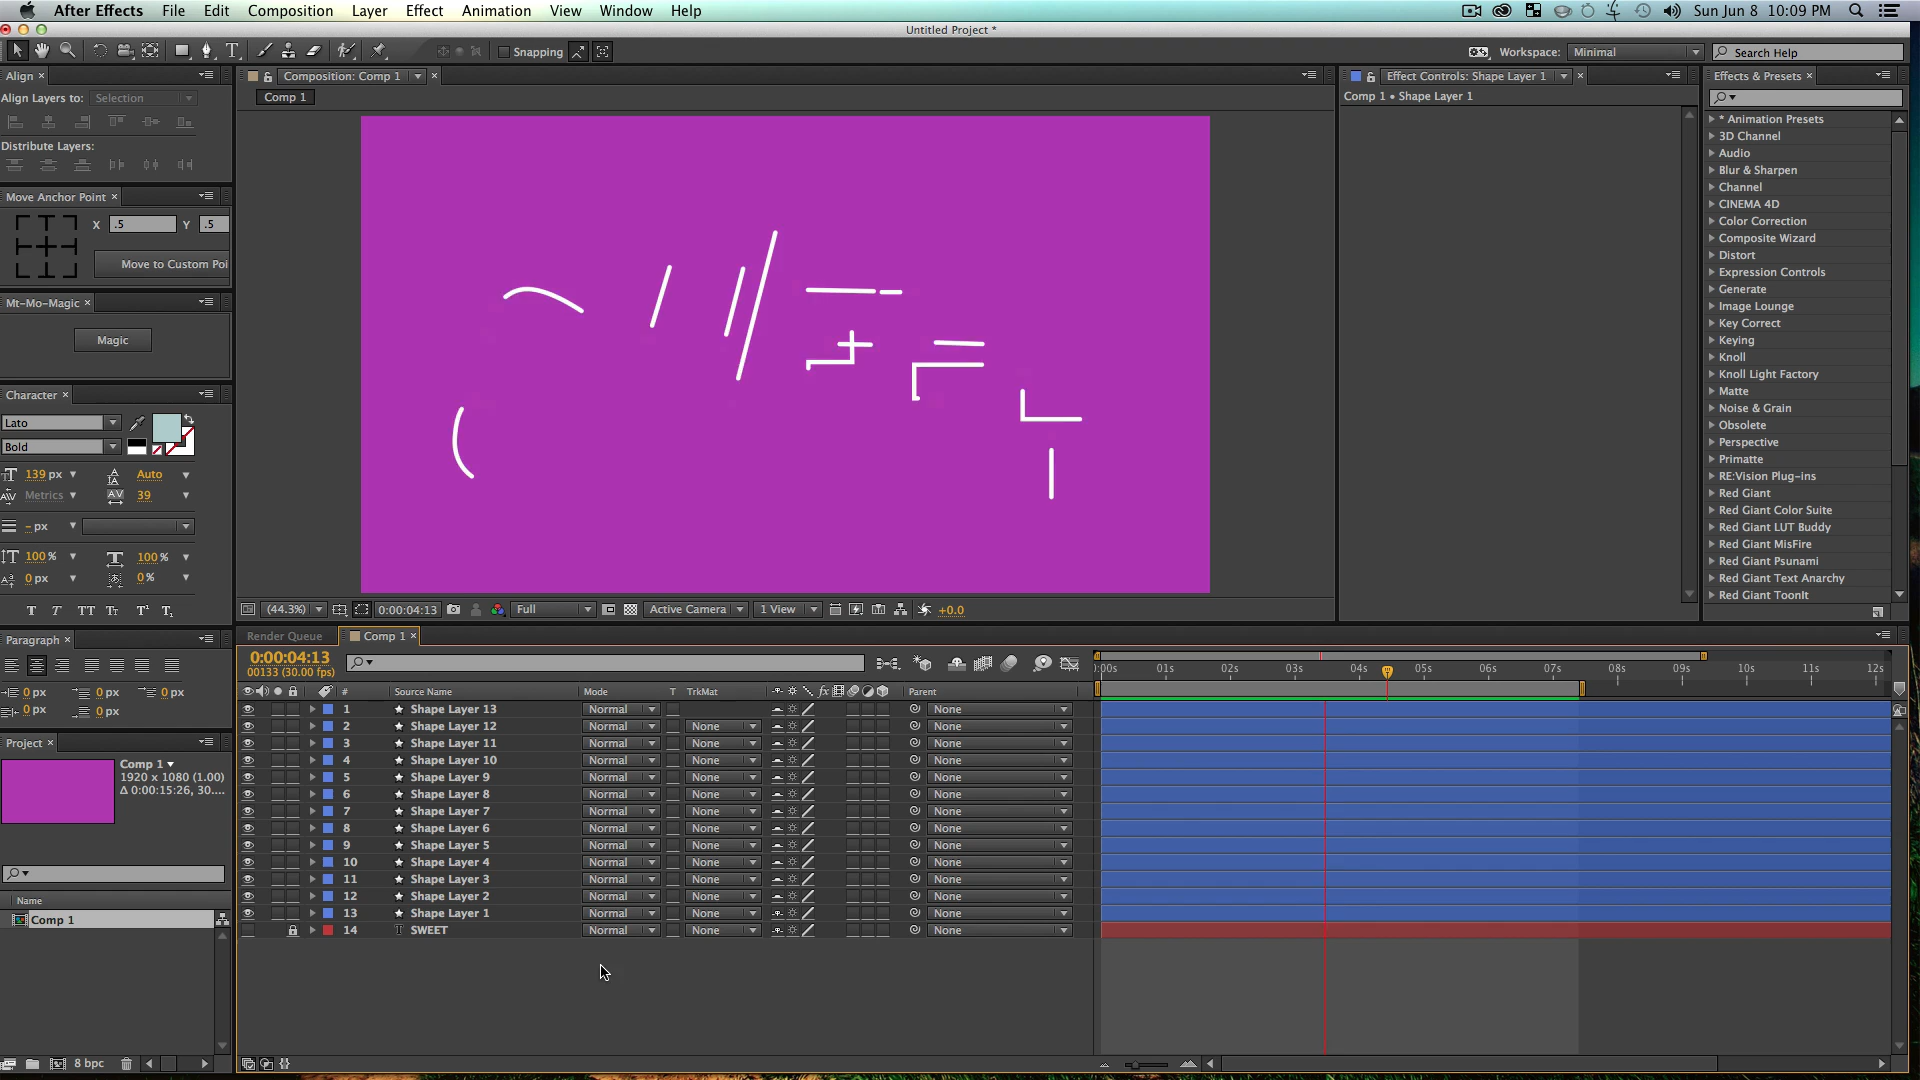 After Effects File Edit Composition Layer Effect Animation View Window Help Sun Jun 8 10:09 PM
Untitled Project *
Snapping Workspace: Minimal Search Help
Align Composition: Comp 1 Effect Controls: Shape Layer 1 Effects & Presets
Align Layers to: Selection Comp 1 Comp 1 • Shape Layer 1
Distribute Layers:
Move Anchor Point
X .5 Y .5
Move to Custom Poi
Mt-Mo-Magic
Magic
Character
Lato
Bold
139 px Auto
Metrics 39
- px
100 % 100 %
0 px 0 %
T T TT Tt T¹ T₁
* Animation Presets
3D Channel
Audio
Blur & Sharpen
Channel
CINEMA 4D
Color Correction
Composite Wizard
Distort
Expression Controls
Generate
Image Lounge
Key Correct
Keying
Knoll
Knoll Light Factory
Matte
Noise & Grain
Obsolete
Perspective
Primatte
RE:Vision Plug-ins
Red Giant
Red Giant Color Suite
Red Giant LUT Buddy
Red Giant MisFire
Red Giant Psunami
Red Giant Text Anarchy
Red Giant ToonIt
(44.3%) 0:00:04:13 Full Active Camera 1 View +0.0
Paragraph
0 px 0 px 0 px
0 px 0 px
Project
Comp 1
1920 x 1080 (1.00)
Δ 0:00:15:26, 30....
Name
Comp 1
8 bpc
Render Queue Comp 1
0:00:04:13
00133 (30.00 fps)
:00s 01s 02s 03s 04s 05s 06s 07s 08s 09s 10s 11s 12s
# Source Name Mode T TrkMat fx Parent
1 Shape Layer 13 Normal None
2 Shape Layer 12 Normal None None
3 Shape Layer 11 Normal None None
4 Shape Layer 10 Normal None None
5 Shape Layer 9 Normal None None
6 Shape Layer 8 Normal None None
7 Shape Layer 7 Normal None None
8 Shape Layer 6 Normal None None
9 Shape Layer 5 Normal None None
10 Shape Layer 4 Normal None None
11 Shape Layer 3 Normal None None
12 Shape Layer 2 Normal None None
13 Shape Layer 1 Normal None None
14 T SWEET Normal None None